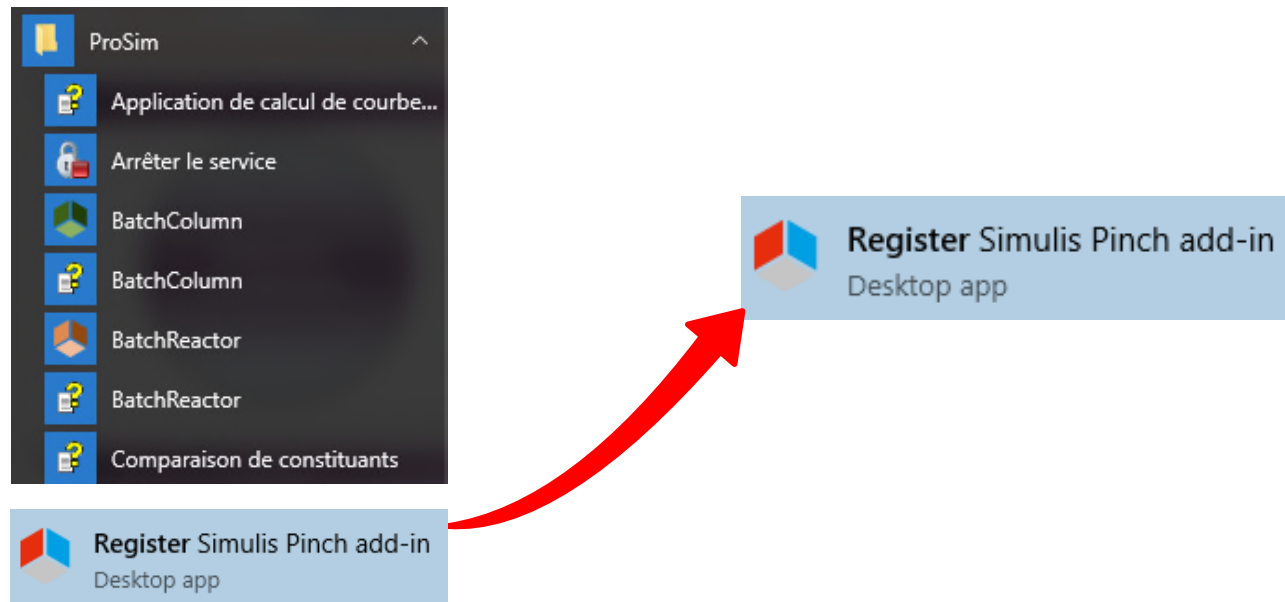 ProSim
Application de calcul de courbe...
Arrêter le service
BatchColumn
BatchColumn
BatchReactor
BatchReactor
Comparaison de constituants
Register Simulis Pinch add-in
Desktop app
Register Simulis Pinch add-in
Desktop app